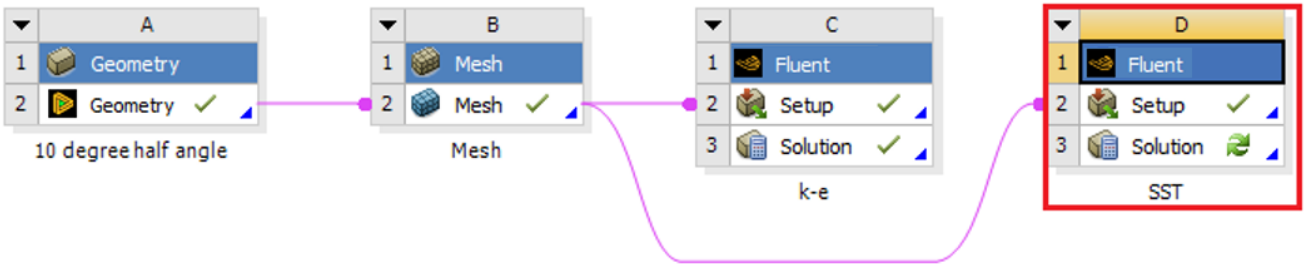 A
1 Geometry
2 Geometry
10 degree half angle
B
1 Mesh
2 Mesh
Mesh
C
1 Fluent
2 Setup
3 Solution
k-e
D
1 Fluent
2 Setup
3 Solution
SST